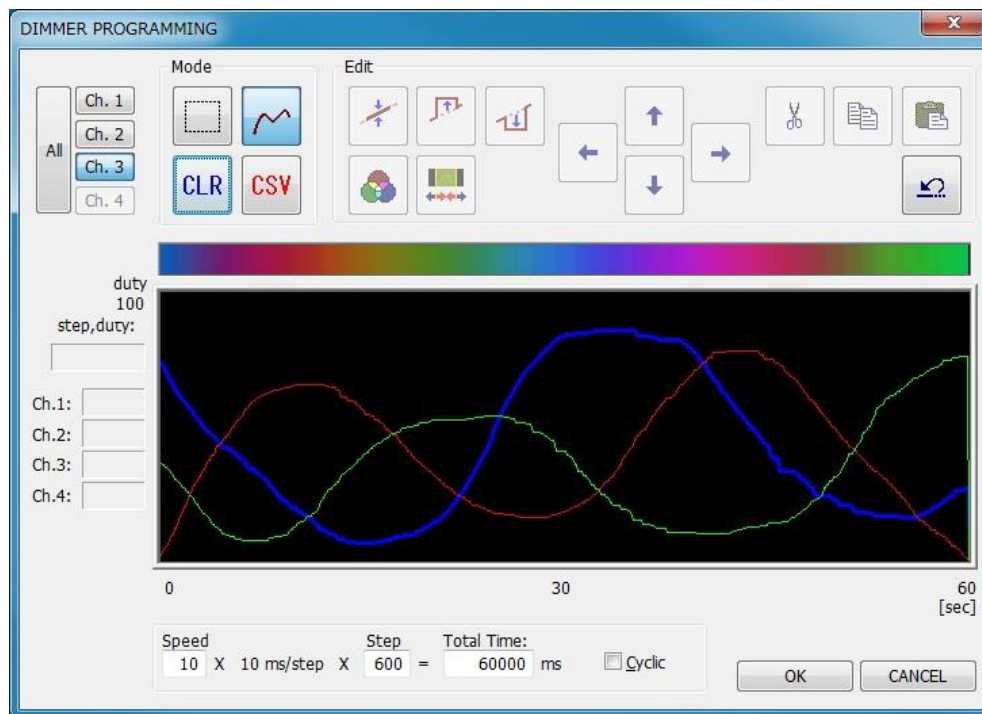 DIMMER PROGRAMMING
Mode
Edit
All
Ch. 1
Ch. 2
Ch. 3
Ch. 4
CLR
CSV
duty
100
step,duty:
Ch.1:
Ch.2:
Ch.3:
Ch.4:
0
30
60
[sec]
Speed
Step
Total Time:
10 X 10 ms/step X 600 = 60000 ms
Cyclic
OK
CANCEL